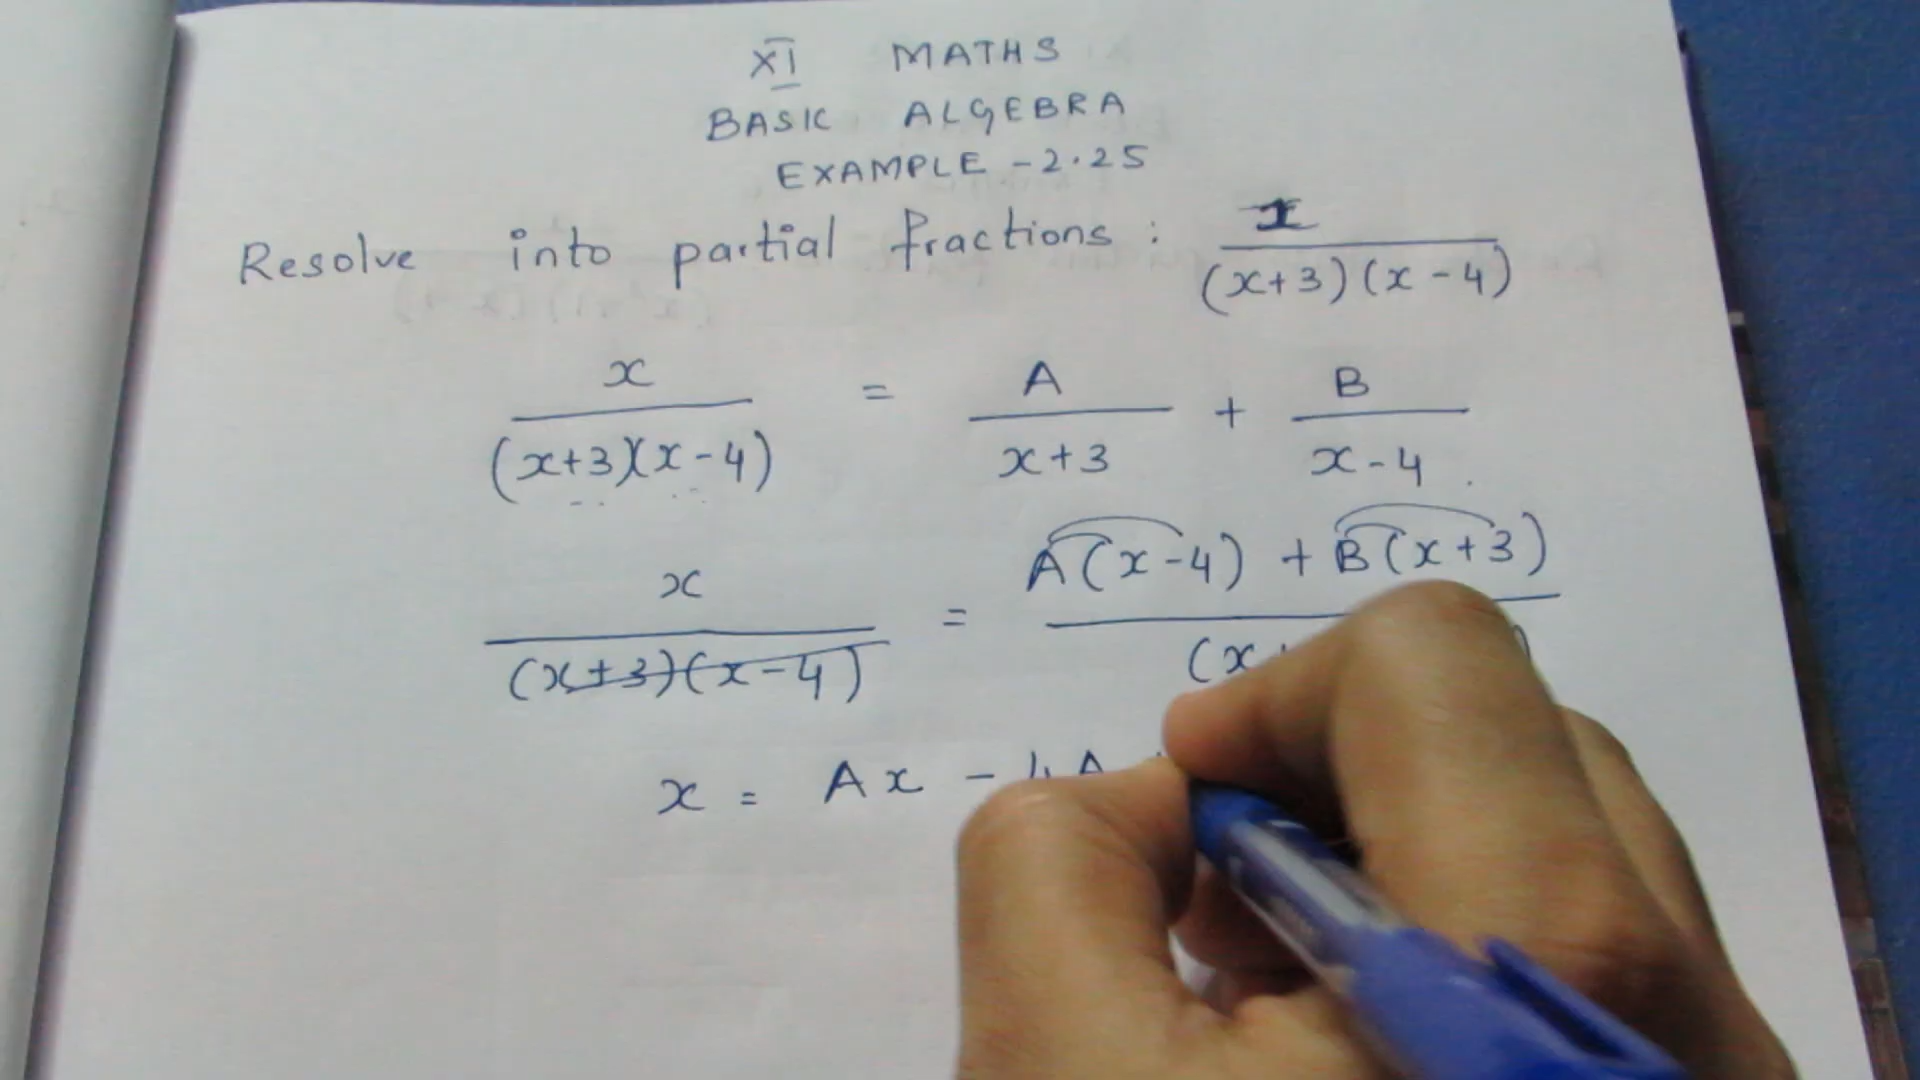 XI MATHS
BASIC ALGEBRA
EXAMPLE - 2.25
Resolve into partial fractions : x / (x+3)(x-4)
x / (x+3)(x-4) = A / x+3 + B / x-4
x / (x+3)(x-4) = A(x-4) + B(x+3) / (x
x = Ax - 4A